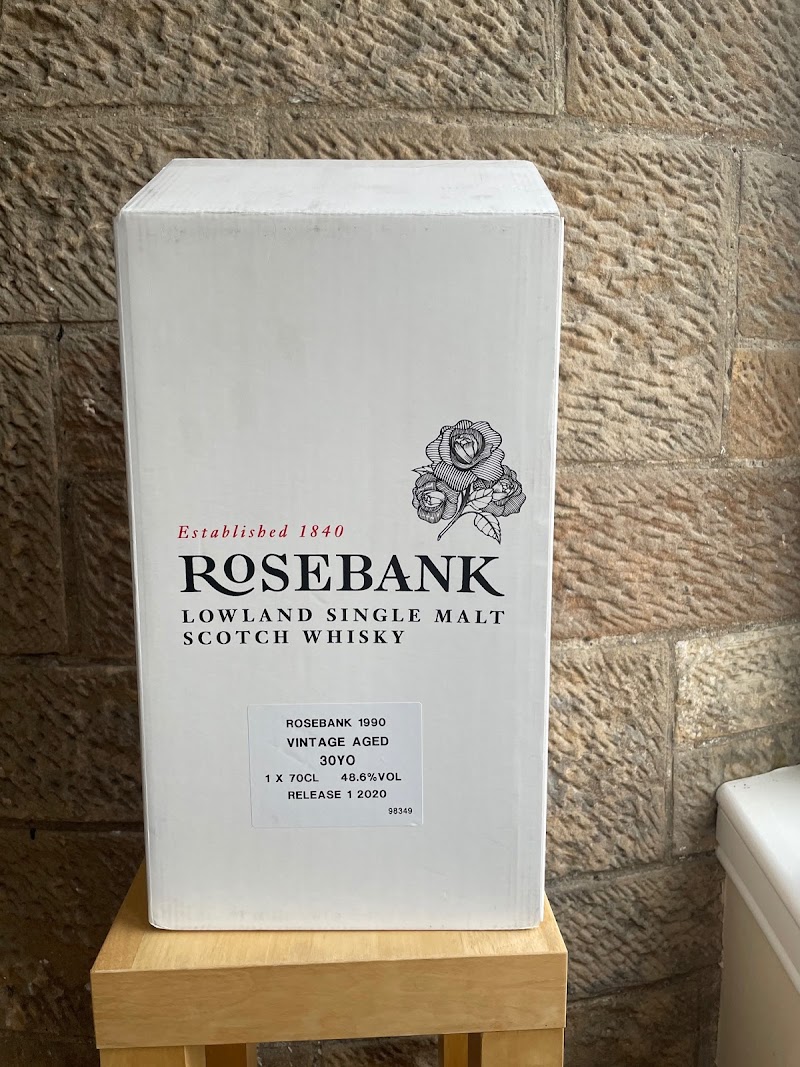 Established 1840
ROSEBANK
LOWLAND SINGLE MALT
SCOTCH WHISKY
ROSEBANK 1990
VINTAGE AGED
30YO
1 X 70CL 48.6%VOL
RELEASE 1 2020
98349